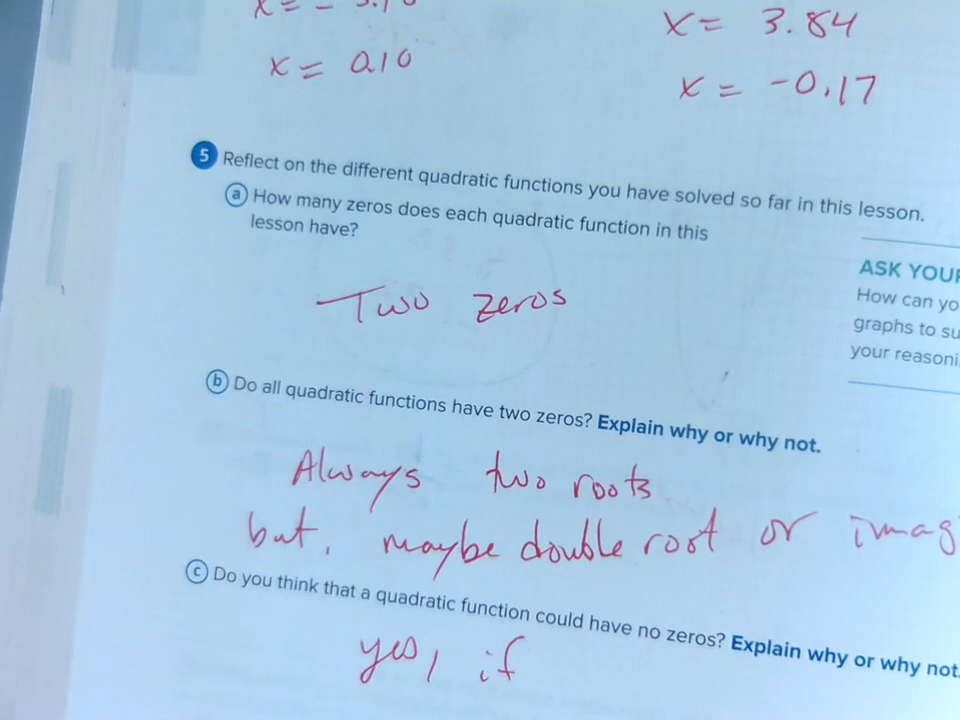 x =
x = 3.84
x = 0.10
x = -0.17
5 Reflect on the different quadratic functions you have solved so far in this lesson.
a How many zeros does each quadratic function in this
lesson have?
Two zeros
ASK YOUR
How can yo
graphs to su
your reasoni
b Do all quadratic functions have two zeros? Explain why or why not.
Always two roots
but, maybe double root or imag
c Do you think that a quadratic function could have no zeros? Explain why or why not.
yes, if